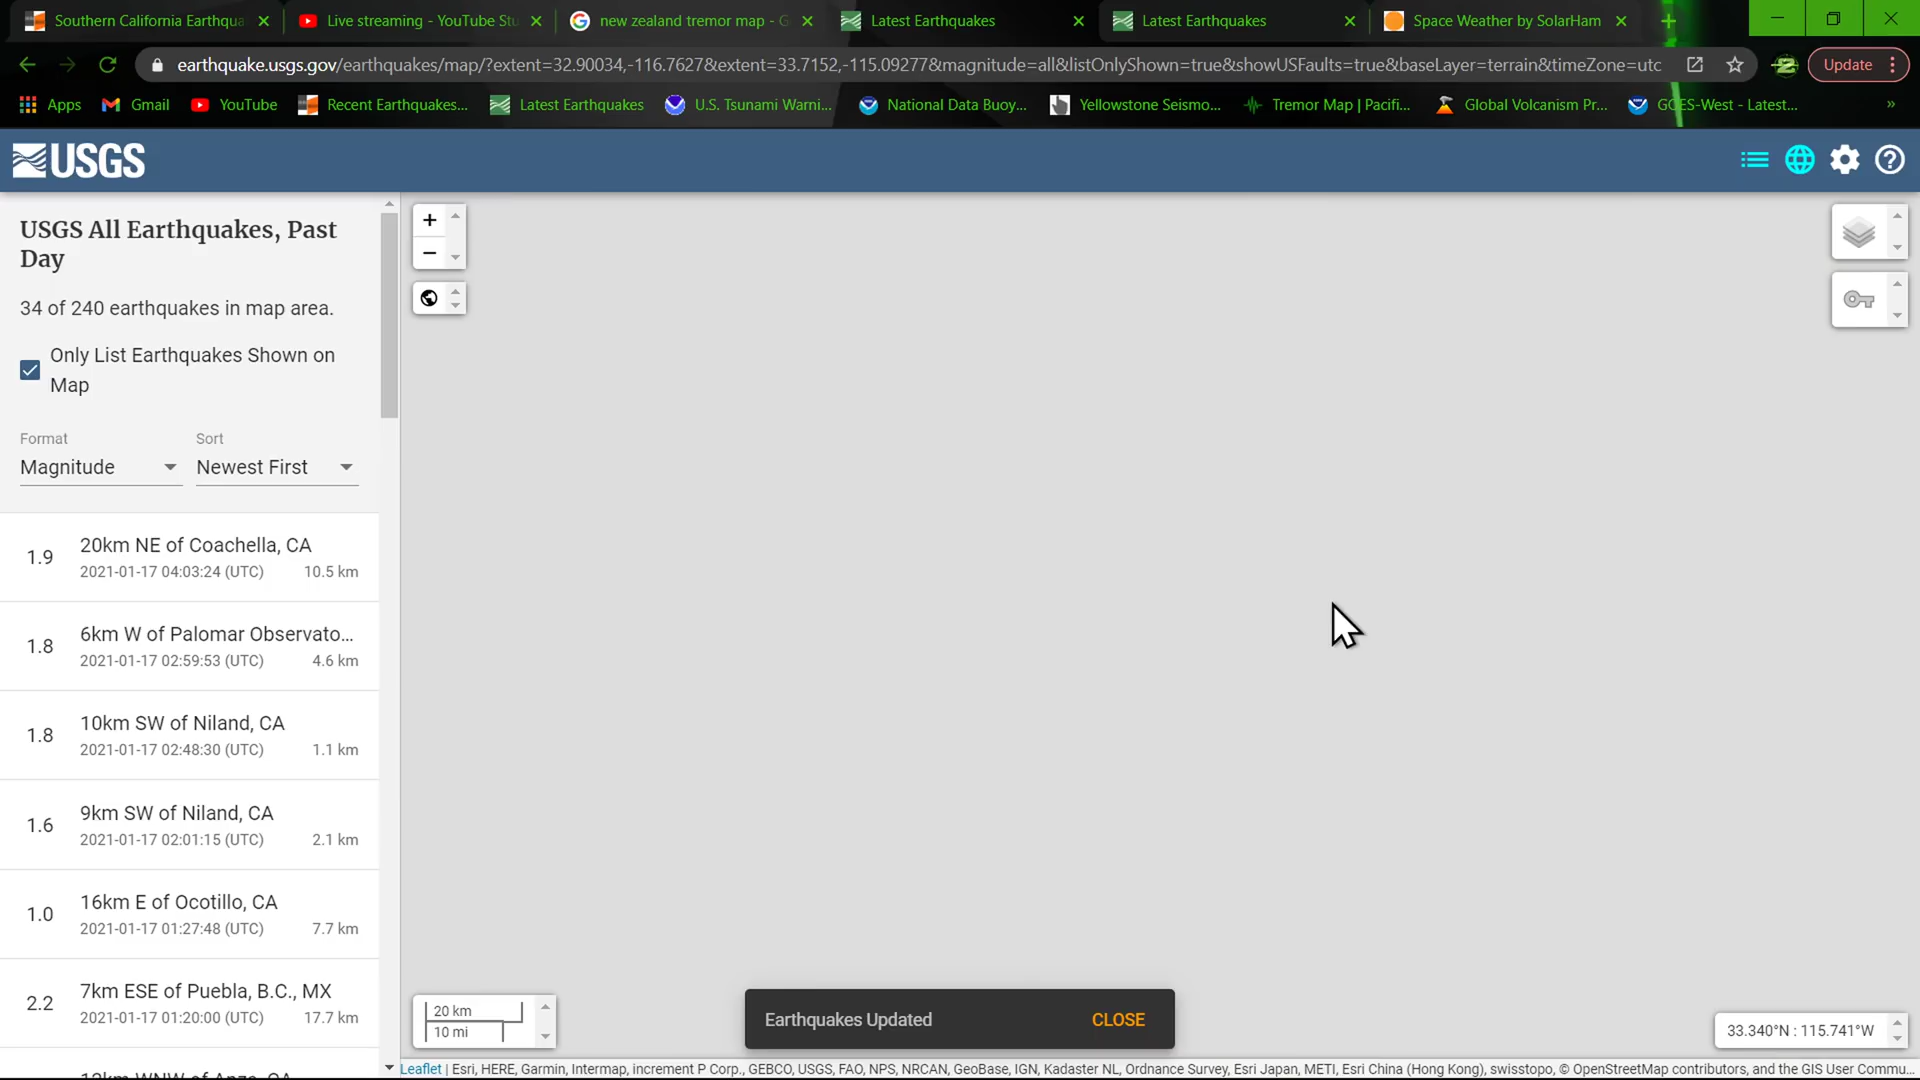 Southern California Earthqua
Live streaming - YouTube Stu
new zealand tremor map - G
Latest Earthquakes
Latest Earthquakes
Space Weather by SolarHam
earthquake.usgs.gov/earthquakes/map/?extent=32.90034,-116.7627&extent=33.7152,-115.09277&magnitude=all&listOnlyShown=true&showUSFaults=true&baseLayer=terrain&timeZone=utc
Update
Apps
Gmail
YouTube
Recent Earthquakes...
Latest Earthquakes
U.S. Tsunami Warni...
National Data Buoy...
Yellowstone Seismo...
Tremor Map | Pacifi...
Global Volcanism Pr...
GOES-West - Latest...
»
USGS
USGS All Earthquakes, Past
Day
34 of 240 earthquakes in map area.
Only List Earthquakes Shown on
Map
Format
Sort
Magnitude
Newest First
1.9
20km NE of Coachella, CA
2021-01-17 04:03:24 (UTC) 10.5 km
1.8
6km W of Palomar Observato...
2021-01-17 02:59:53 (UTC) 4.6 km
1.8
10km SW of Niland, CA
2021-01-17 02:48:30 (UTC) 1.1 km
1.6
9km SW of Niland, CA
2021-01-17 02:01:15 (UTC) 2.1 km
1.0
16km E of Ocotillo, CA
2021-01-17 01:27:48 (UTC) 7.7 km
2.2
7km ESE of Puebla, B.C., MX
2021-01-17 01:20:00 (UTC) 17.7 km
12km WNW of Anza, CA
+
−
20 km
10 mi
Earthquakes Updated
CLOSE
33.340°N : 115.741°W
Leaflet | Esri, HERE, Garmin, Intermap, increment P Corp., GEBCO, USGS, FAO, NPS, NRCAN, GeoBase, IGN, Kadaster NL, Ordnance Survey, Esri Japan, METI, Esri China (Hong Kong), swisstopo, © OpenStreetMap contributors, and the GIS User Commu...